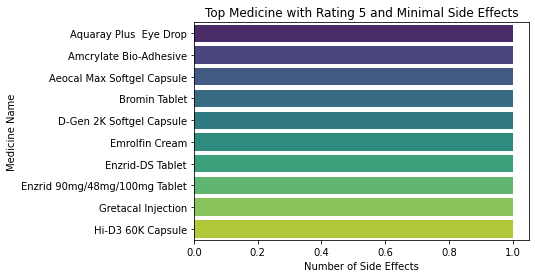 Top Medicine with Rating 5 and Minimal Side Effects
Medicine Name
Aquaray Plus  Eye Drop
Amcrylate Bio-Adhesive
Aeocal Max Softgel Capsule
Bromin Tablet
D-Gen 2K Softgel Capsule
Emrolfin Cream
Enzrid-DS Tablet
Enzrid 90mg/48mg/100mg Tablet
Gretacal Injection
Hi-D3 60K Capsule
0.0 0.2 0.4 0.6 0.8 1.0
Number of Side Effects